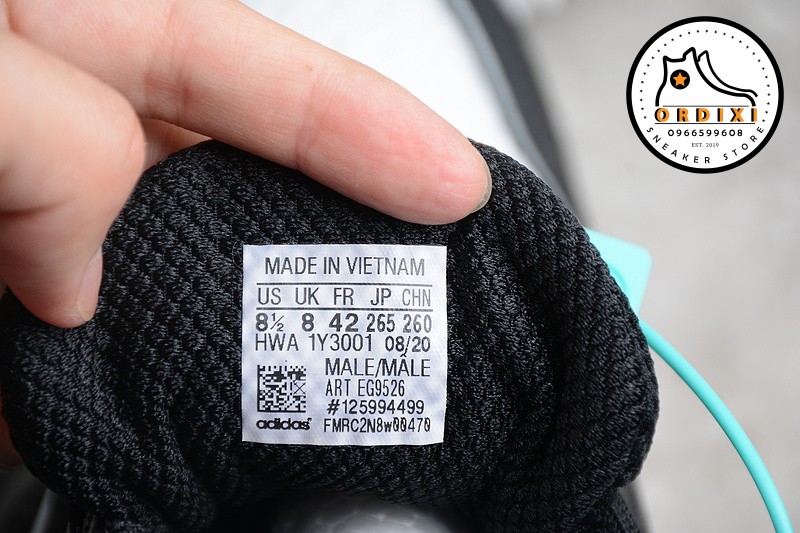 ORDIXI
0966599608
EST. 2019
SNEAKER STORE
MADE IN VIETNAM
US UK FR JP CHN
8½ 8 42 265 260
HWA 1Y3001 08/20
MALE/MÂLE
ART EG9526
#125994499
adidas FMRC2N8w00470